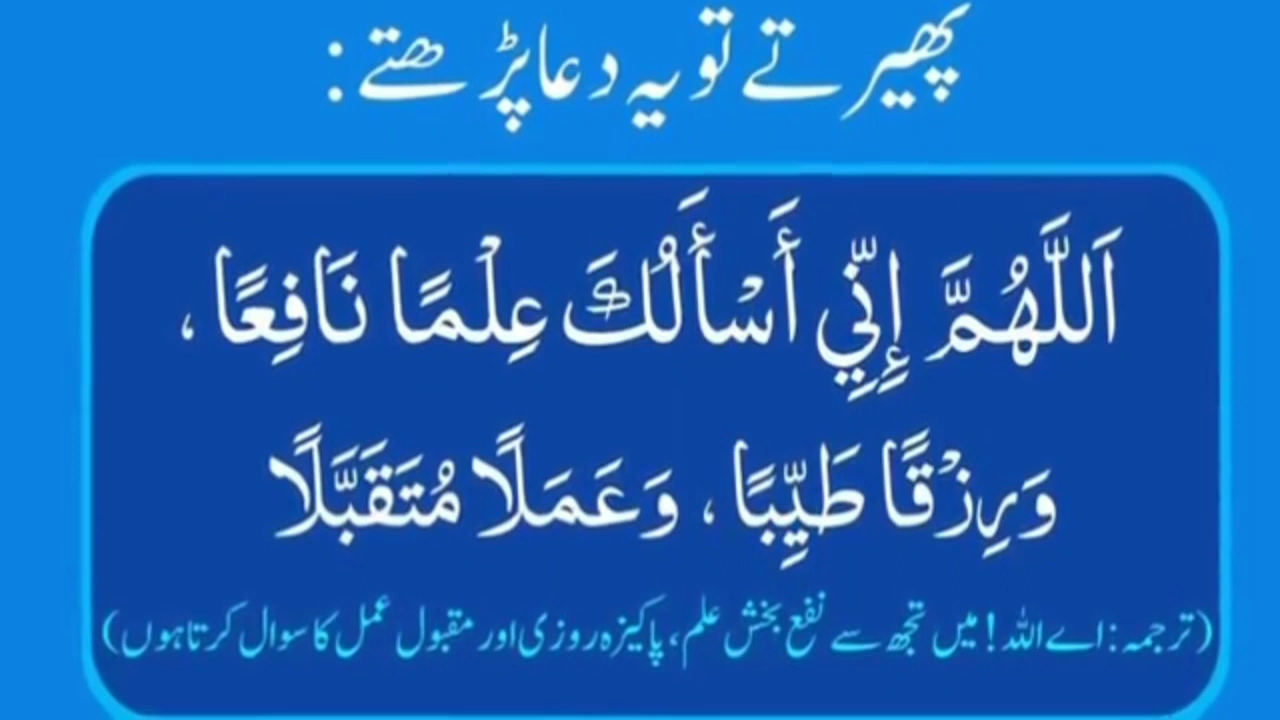 پھیرتے تو یہ دعا پڑھتے:
اَللَّهُمَّ إِنِّي أَسْأَلُكَ عِلْمًا نَافِعًا ،
وَرِزْقًا طَيِّبًا ، وَعَمَلًا مُتَقَبَّلًا
(ترجمہ: اے اللہ! میں تجھ سے نفع بخش علم، پاکیزہ روزی اور مقبول عمل کا سوال کرتا ہوں)